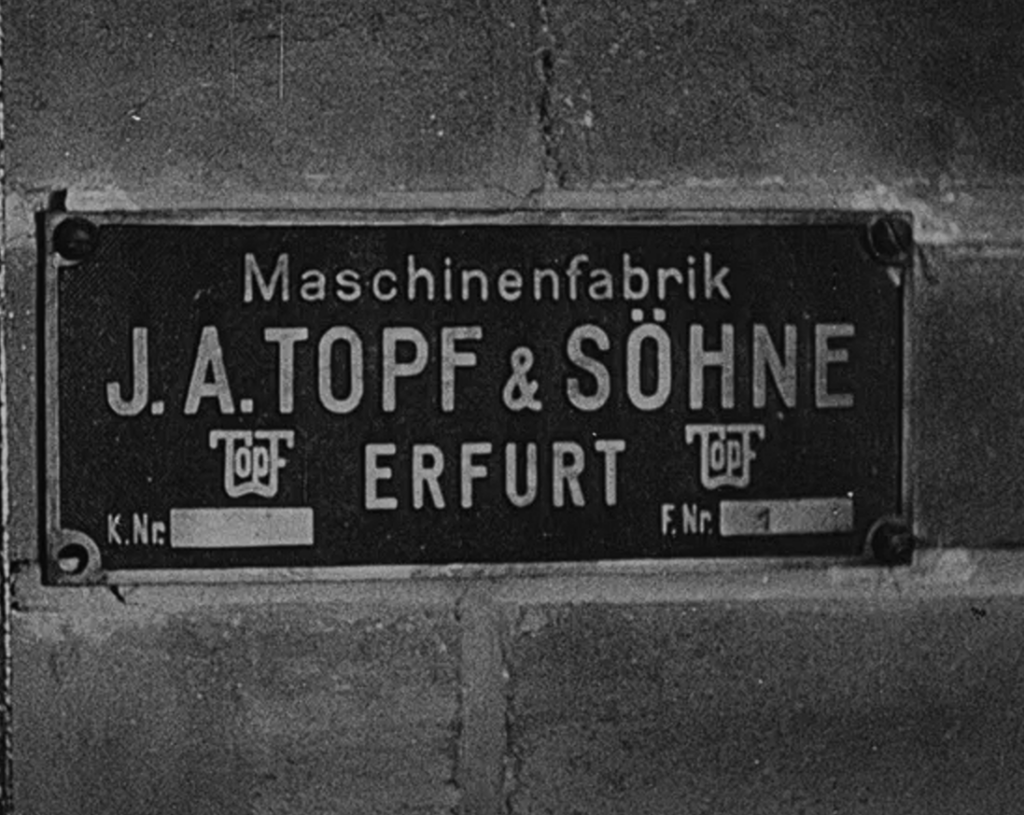 Maschinenfabrik
J. A. TOPF & SÖHNE
TOPF ERFURT TOPF
K. Nr. F. Nr. 1